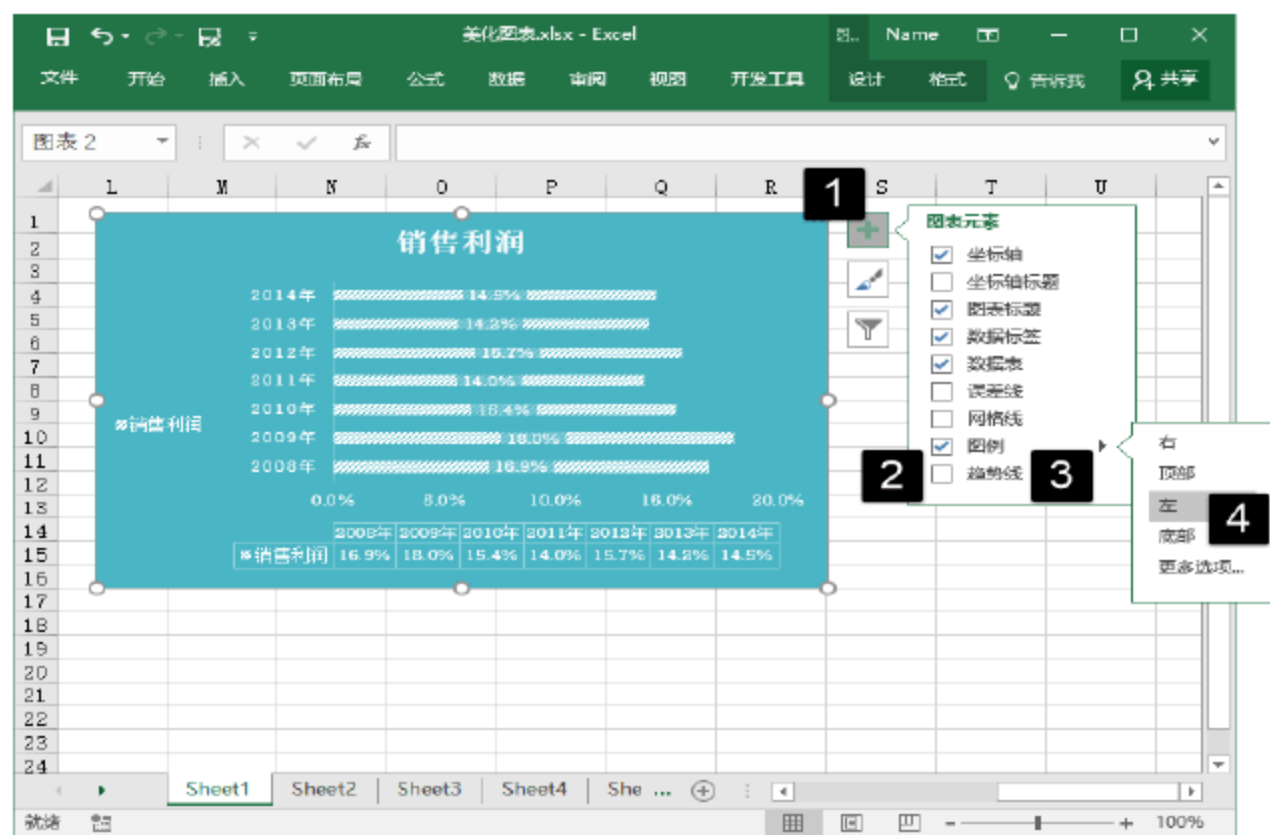 美化图表.xlsx - Excel
图.. Name
文件 开始 插入 页面布局 公式 数据 审阅 视图 开发工具 设计 格式 告诉我 共享
图表 2 fx
L M N O P Q R S T U
1
2
3
4
5
6
7
8
9
10
11
12
13
14
15
16
17
18
19
20
21
22
23
24
销售利润
2014年 14.5%
2013年 14.2%
2012年 15.7%
2011年 14.0%
2010年 15.4%
2009年 18.0%
2008年 16.9%
销售利润
0.0% 5.0% 10.0% 15.0% 20.0%
2008年 2009年 2010年 2011年 2012年 2013年 2014年
销售利润 16.9% 18.0% 15.4% 14.0% 15.7% 14.2% 14.5%
1
图表元素
坐标轴
坐标轴标题
图表标题
数据标签
数据表
误差线
网格线
图例
2 趋势线 3
右
顶部
左
4
底部
更多选项...
Sheet1 Sheet2 Sheet3 Sheet4 She ...
就绪 100%